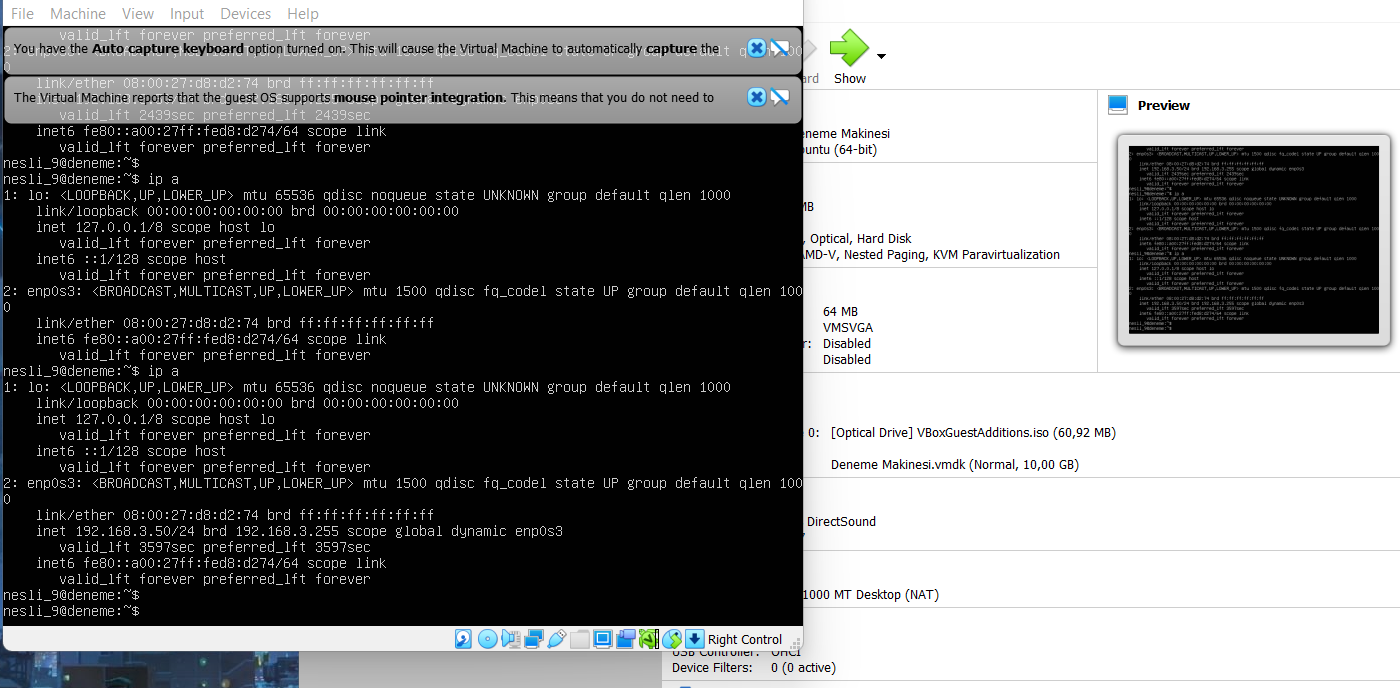 File Machine View Input Devices Help
valid_lft forever preferred_lft forever
You have the Auto capture keyboard option turned on. This will cause the Virtual Machine to automatically capture the
0
link/ether 08:00:27:d8:d2:74 brd ff:ff:ff:ff:ff:ff
The Virtual Machine reports that the guest OS supports mouse pointer integration. This means that you do not need to
valid_lft 2439sec preferred_lft 2439sec
inet6 fe80::a00:27ff:fed8:d274/64 scope link
valid_lft forever preferred_lft forever
nesli_9@deneme:~$
nesli_9@deneme:~$ ip a
1: lo: <LOOPBACK,UP,LOWER_UP> mtu 65536 qdisc noqueue state UNKNOWN group default qlen 1000
link/loopback 00:00:00:00:00:00 brd 00:00:00:00:00:00
inet 127.0.0.1/8 scope host lo
valid_lft forever preferred_lft forever
inet6 ::1/128 scope host
valid_lft forever preferred_lft forever
2: enp0s3: <BROADCAST,MULTICAST,UP,LOWER_UP> mtu 1500 qdisc fq_codel state UP group default qlen 100
0
link/ether 08:00:27:d8:d2:74 brd ff:ff:ff:ff:ff:ff
inet6 fe80::a00:27ff:fed8:d274/64 scope link
valid_lft forever preferred_lft forever
nesli_9@deneme:~$ ip a
1: lo: <LOOPBACK,UP,LOWER_UP> mtu 65536 qdisc noqueue state UNKNOWN group default qlen 1000
link/loopback 00:00:00:00:00:00 brd 00:00:00:00:00:00
inet 127.0.0.1/8 scope host lo
valid_lft forever preferred_lft forever
inet6 ::1/128 scope host
valid_lft forever preferred_lft forever
2: enp0s3: <BROADCAST,MULTICAST,UP,LOWER_UP> mtu 1500 qdisc fq_codel state UP group default qlen 100
0
link/ether 08:00:27:d8:d2:74 brd ff:ff:ff:ff:ff:ff
inet 192.168.3.50/24 brd 192.168.3.255 scope global dynamic enp0s3
valid_lft 3597sec preferred_lft 3597sec
inet6 fe80::a00:27ff:fed8:d274/64 scope link
valid_lft forever preferred_lft forever
nesli_9@deneme:~$
nesli_9@deneme:~$
Right Control
ard Show
eneme Makinesi
untu (64-bit)
MB
, Optical, Hard Disk
AMD-V, Nested Paging, KVM Paravirtualization
64 MB
VMSVGA
r: Disabled
Disabled
Preview
0: [Optical Drive] VBoxGuestAdditions.iso (60,92 MB)
Deneme Makinesi.vmdk (Normal, 10,00 GB)
DirectSound
1000 MT Desktop (NAT)
USB Controller: OHCI
Device Filters: 0 (0 active)